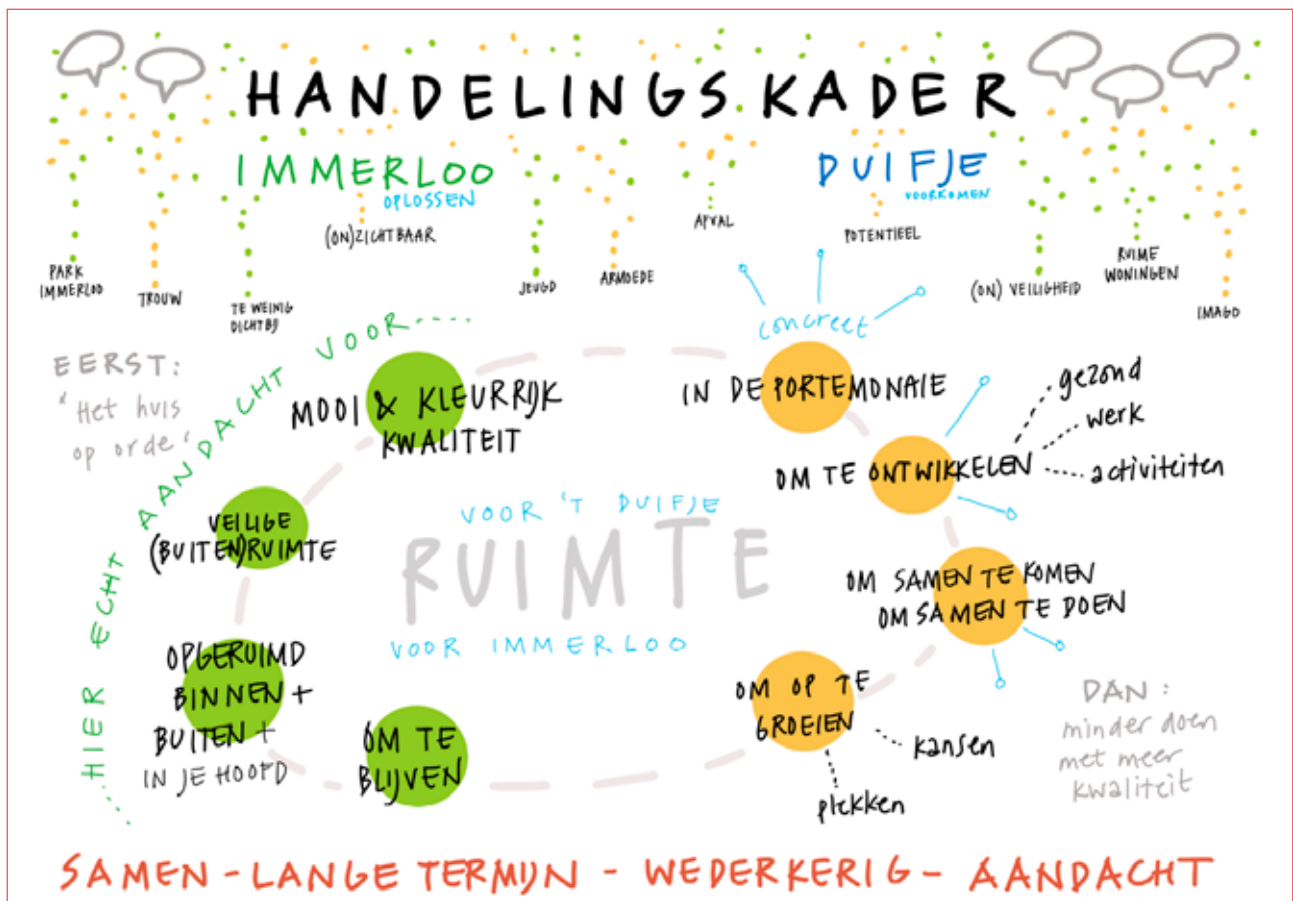 HANDELINGSKADER
IMMERLOO
OPLOSSEN
DUIFJE
VOORKOMEN
PARK
IMMERLOO
TROUW
TE WEINIG
DICHTBIJ
(ON)ZICHTBAAR
JEUGD
ARMOEDE
AFVAL
POTENTIEEL
(ON) VEILIGHEID
RUIME
WONINGEN
IMAGO
EERST:
'Het huis
op orde'
....HIER ECHT AANDACHT VOOR....
MOOI & KLEURRIJK
KWALITEIT
VEILIGE
(BUITEN)RUIMTE
OPGERUIMD
BINNEN +
BUITEN +
IN JE HOOFD
OM TE
BLIJVEN
VOOR 'T DUIFJE
RUIMTE
VOOR IMMERLOO
concreet
IN DE PORTEMONAIE
OM TE ONTWIKKELEN
gezond
werk
activiteiten
OM SAMEN TE KOMEN
OM SAMEN TE DOEN
OM OP TE
GROEIEN
kansen
plekken
DAN:
minder doen
met meer
kwaliteit
SAMEN - LANGE TERMIJN - WEDERKERIG - AANDACHT